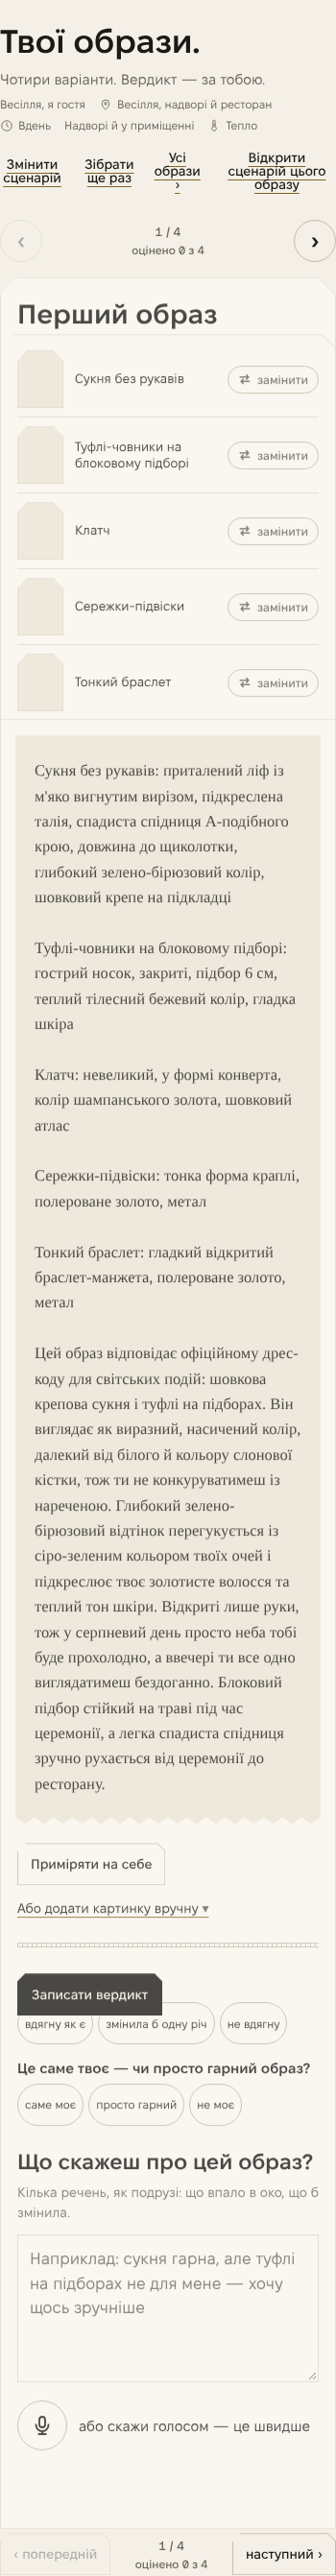 Твої образи.
Чотири варіанти. Вердикт — за тобою.
Весілля, я гостя Весілля, надворі й ресторан
Вдень Надворі й у приміщенні Тепло
Змінити сценарій
Зібрати ще раз
Усі образи ›
Відкрити сценарій цього образу
‹
1 / 4
оцінено 0 з 4
›
Перший образ
Сукня без рукавів
замінити
Туфлі-човники на
блоковому підборі
замінити
Клатч
замінити
Сережки-підвіски
замінити
Тонкий браслет
замінити
Сукня без рукавів: приталений ліф із
м'яко вигнутим вирізом, підкреслена
талія, спадиста спідниця А-подібного
крою, довжина до щиколотки,
глибокий зелено-бірюзовий колір,
шовковий крепе на підкладці
Туфлі-човники на блоковому підборі:
гострий носок, закриті, підбор 6 см,
теплий тілесний бежевий колір, гладка
шкіра
Клатч: невеликий, у формі конверта,
колір шампанського золота, шовковий
атлас
Сережки-підвіски: тонка форма краплі,
полероване золото, метал
Тонкий браслет: гладкий відкритий
браслет-манжета, полероване золото,
метал
Цей образ відповідає офіційному дрес-
коду для світських подій: шовкова
крепова сукня і туфлі на підборах. Він
виглядає як виразний, насичений колір,
далекий від білого й кольору слонової
кістки, тож ти не конкуруватимеш із
нареченою. Глибокий зелено-
бірюзовий відтінок перегукується із
сіро-зеленим кольором твоїх очей і
підкреслює твоє золотисте волосся та
теплий тон шкіри. Відкриті лише руки,
тож у серпневий день просто неба тобі
буде прохолодно, а ввечері ти все одно
виглядатимеш бездоганно. Блоковий
підбор стійкий на траві під час
церемонії, а легка спадиста спідниця
зручно рухається від церемонії до
ресторану.
Приміряти на себе
Або додати картинку вручну ▾
Записати вердикт
вдягну як є
змінила б одну річ
не вдягну
Це саме твоє — чи просто гарний образ?
саме моє
просто гарний
не моє
Що скажеш про цей образ?
Кілька речень, як подрузі: що впало в око, що б
змінила.
Наприклад: сукня гарна, але туфлі
на підборах не для мене — хочу
щось зручніше
або скажи голосом — це швидше
‹ попередній
1 / 4
оцінено 0 з 4
наступний ›